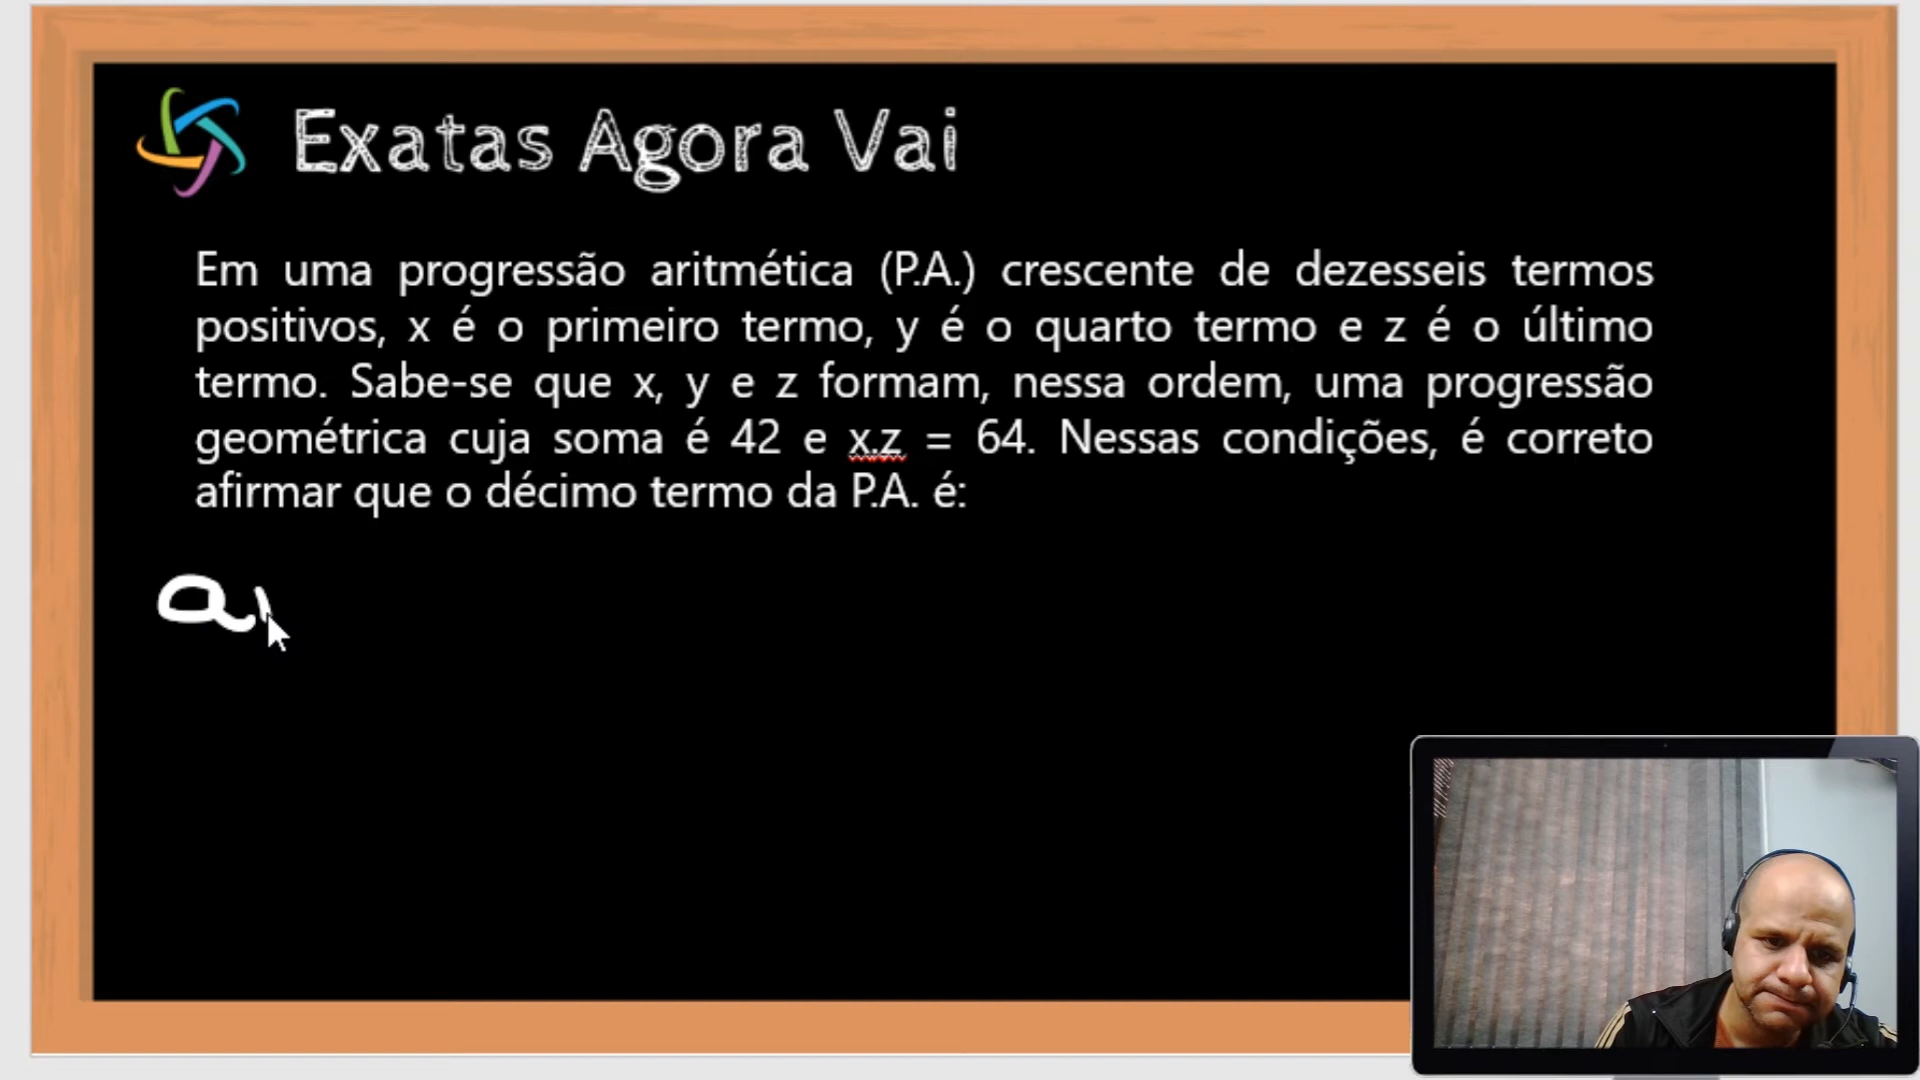 Exatas Agora Vai
Em uma progressão aritmética (P.A.) crescente de dezesseis termos
positivos, x é o primeiro termo, y é o quarto termo e z é o último
termo. Sabe-se que x, y e z formam, nessa ordem, uma progressão
geométrica cuja soma é 42 e x.z = 64. Nessas condições, é correto
afirmar que o décimo termo da P.A. é:
a